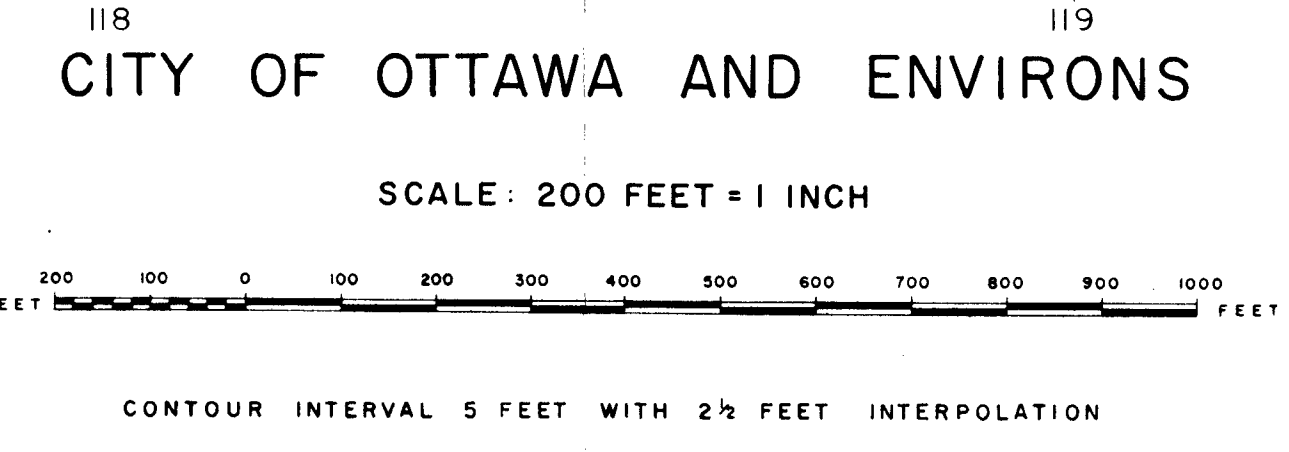 118 119
CITY OF OTTAWA AND ENVIRONS
SCALE: 200 FEET = 1 INCH
200 100 0 100 200 300 400 500 600 700 800 900 1000
EET FEET
CONTOUR INTERVAL 5 FEET WITH 2½ FEET INTERPOLATION